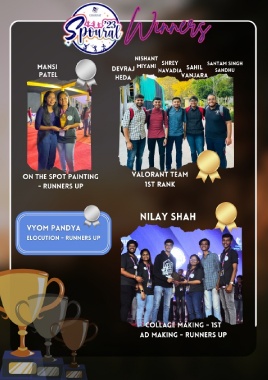 Spoural '23
Winners
MANSI
PATEL
DEVRAJ
HEDA
NISHANT
MIYANI
SHREY
NAVADIA
SAHIL
VANJARA
SANTAM SINGH
SANDHU
ON THE SPOT PAINTING
- RUNNERS UP
VALORANT TEAM
1ST RANK
VYOM PANDYA
ELOCUTION - RUNNERS UP
NILAY SHAH
COLLAGE MAKING - 1ST
AD MAKING - RUNNERS UP